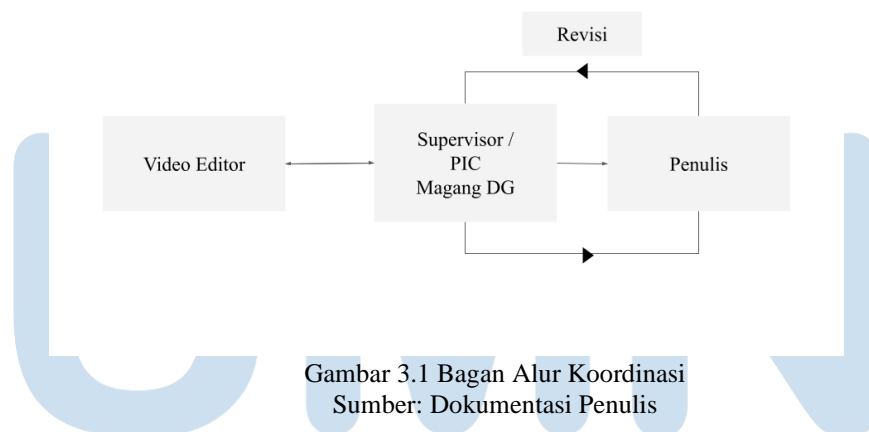 Revisi
Video Editor
Supervisor /
PIC
Magang DG
Penulis
Gambar 3.1 Bagan Alur Koordinasi
Sumber: Dokumentasi Penulis